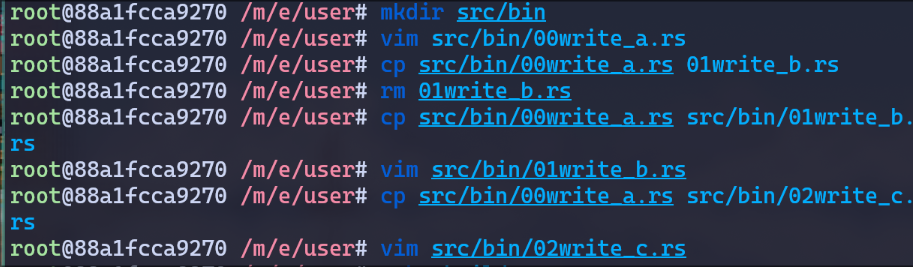 root@88a1fcca9270 /m/e/user# mkdir src/bin
root@88a1fcca9270 /m/e/user# vim src/bin/00write_a.rs
root@88a1fcca9270 /m/e/user# cp src/bin/00write_a.rs 01write_b.rs
root@88a1fcca9270 /m/e/user# rm 01write_b.rs
root@88a1fcca9270 /m/e/user# cp src/bin/00write_a.rs src/bin/01write_b.
rs
root@88a1fcca9270 /m/e/user# vim src/bin/01write_b.rs
root@88a1fcca9270 /m/e/user# cp src/bin/00write_a.rs src/bin/02write_c.
rs
root@88a1fcca9270 /m/e/user# vim src/bin/02write_c.rs